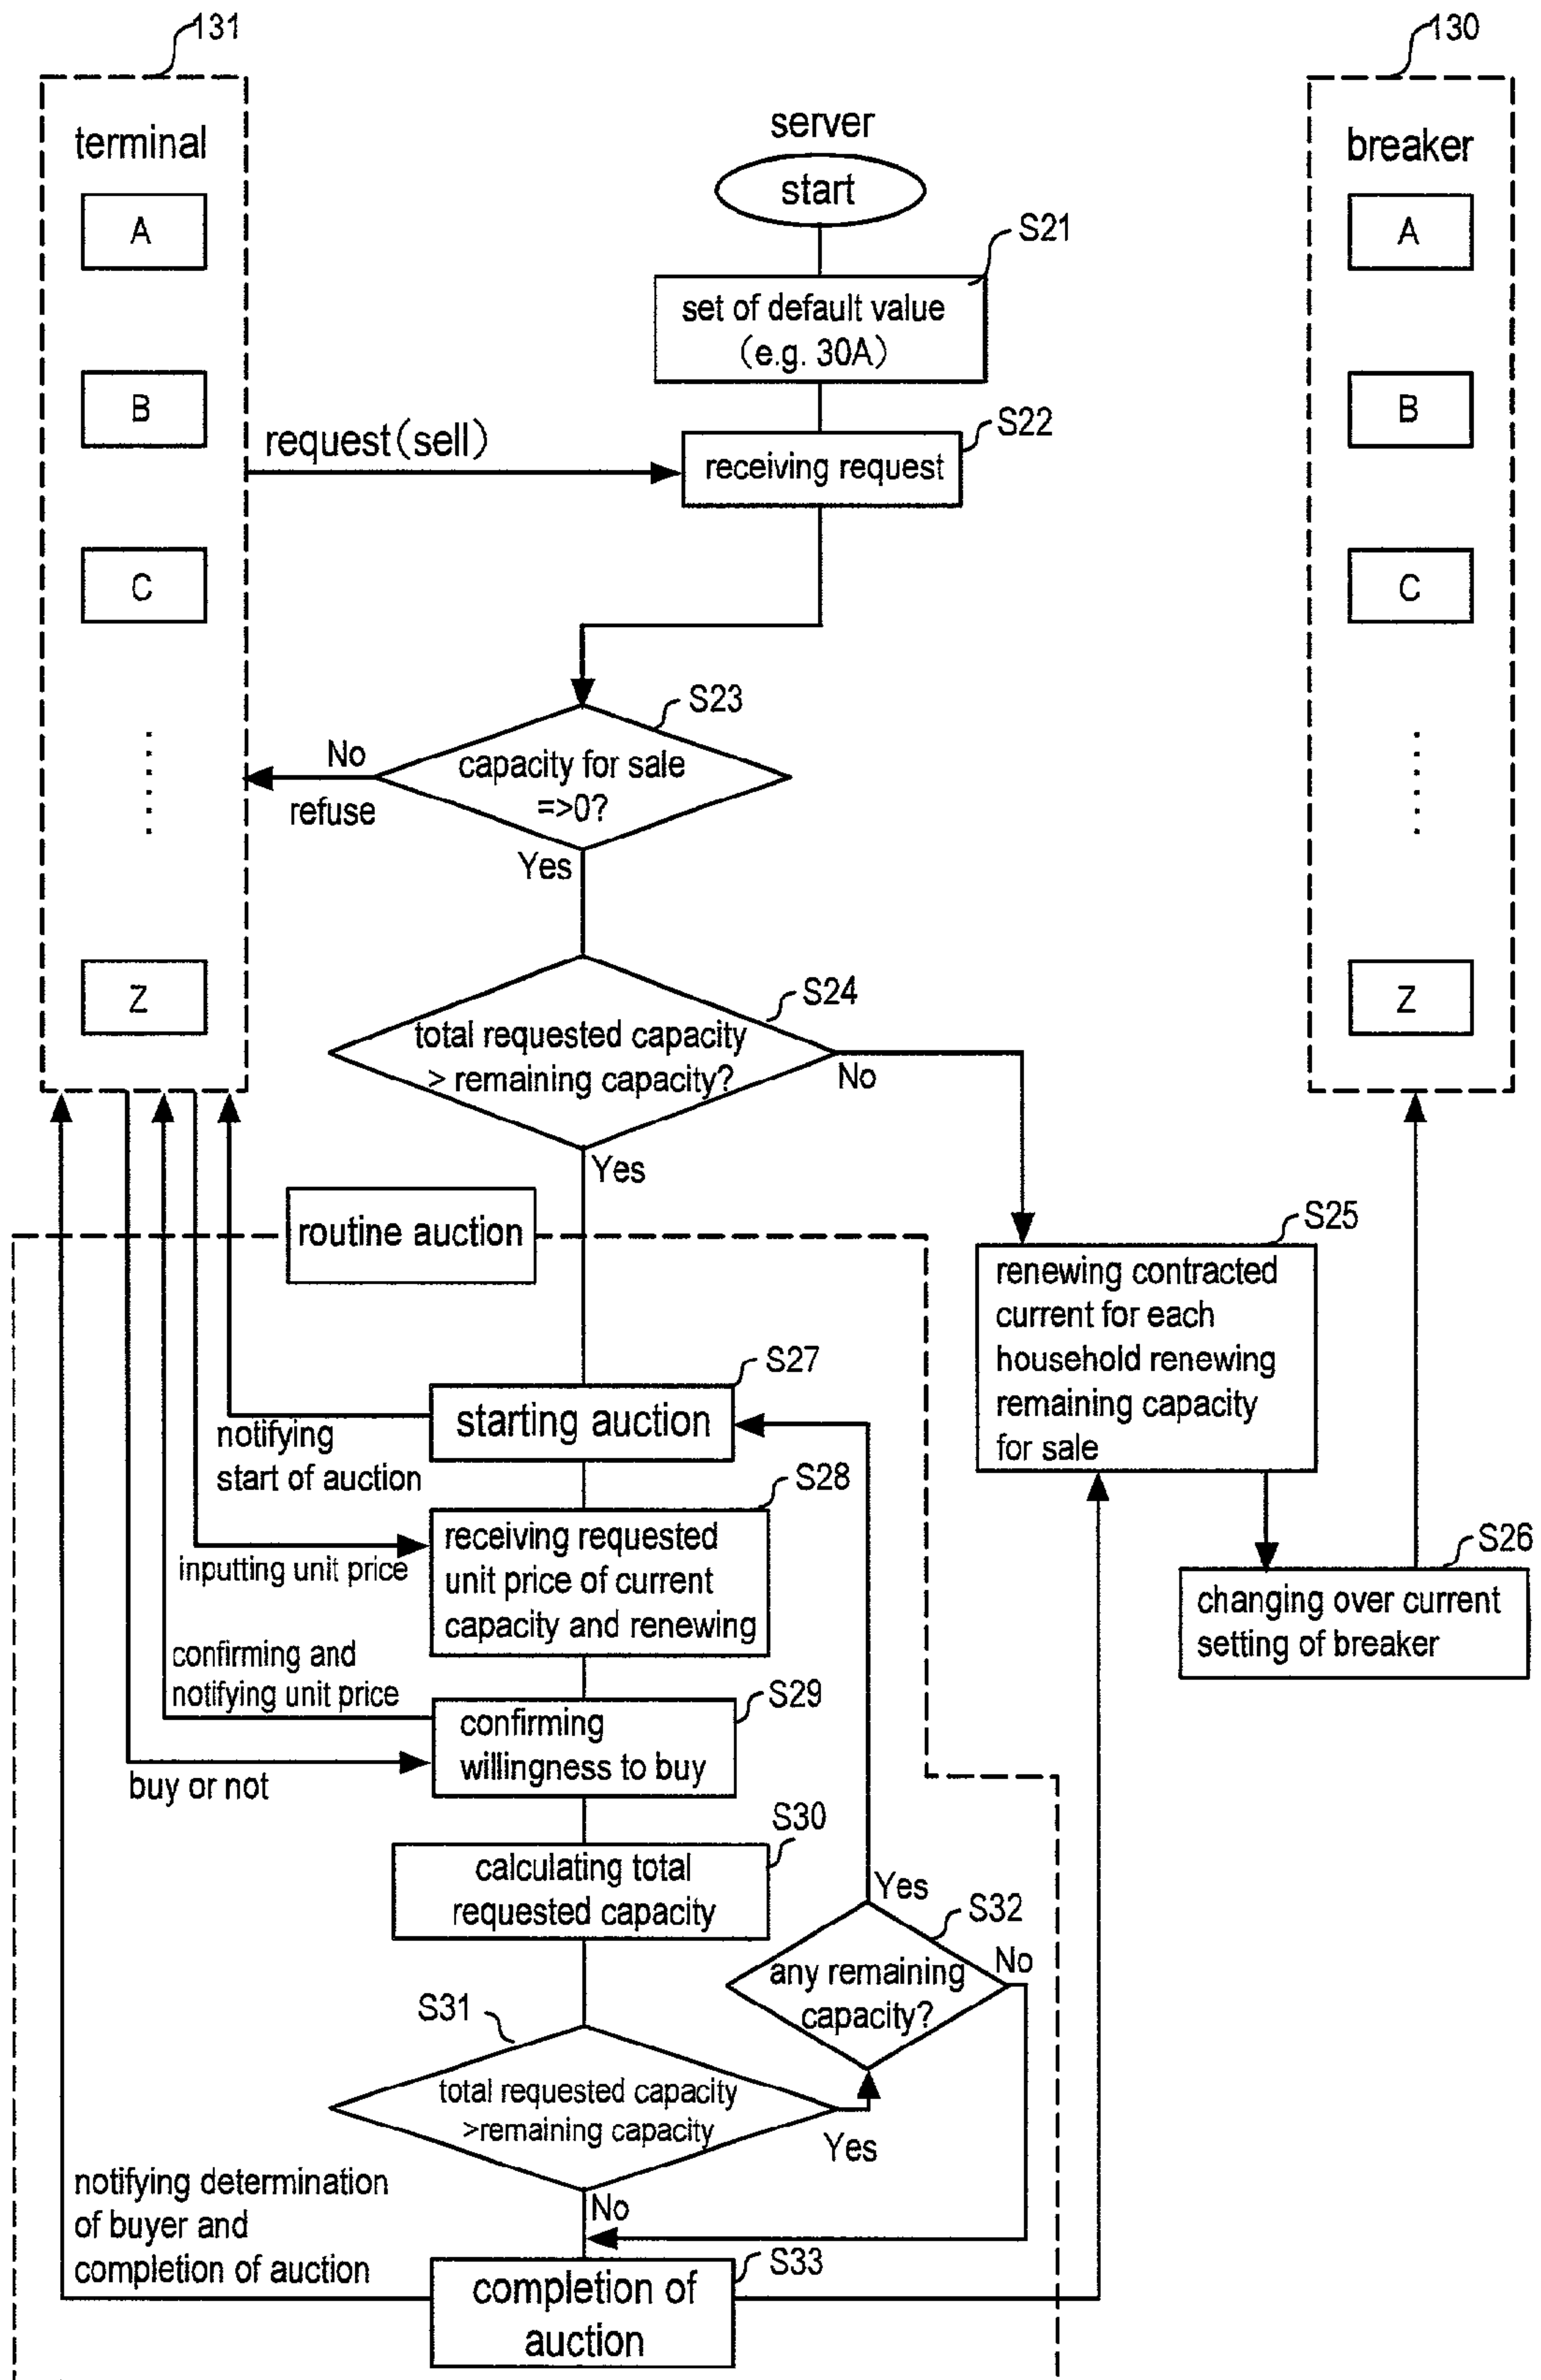 131
130
terminal
server
breaker
start
A
A
S21
set of default value
(e.g. 30A)
B
B
S22
request(sell)
receiving request
C
C
S23
No
capacity for sale
=>0?
refuse
Yes
Z
Z
S24
total requested capacity
> remaining capacity?
No
Yes
routine auction
S25
renewing contracted
current for each
household renewing
remaining capacity
for sale
S27
starting auction
notifying
start of auction
S28
receiving requested
unit price of current
capacity and renewing
inputting unit price
S26
changing over current
setting of breaker
confirming and
notifying unit price
S29
confirming
willingness to buy
buy or not
S30
calculating total
requested capacity
Yes
S32
any remaining
capacity?
No
S31
total requested capacity
>remaining capacity
Yes
No
notifying determination
of buyer and
completion of auction
S33
completion of
auction